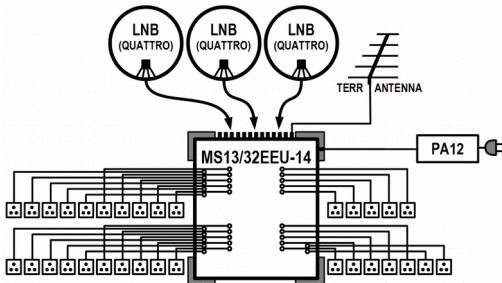 LNB
(QUATTRO)
LNB
(QUATTRO)
LNB
(QUATTRO)
TERR ANTENNA
MS13/32EEU-14
PA12